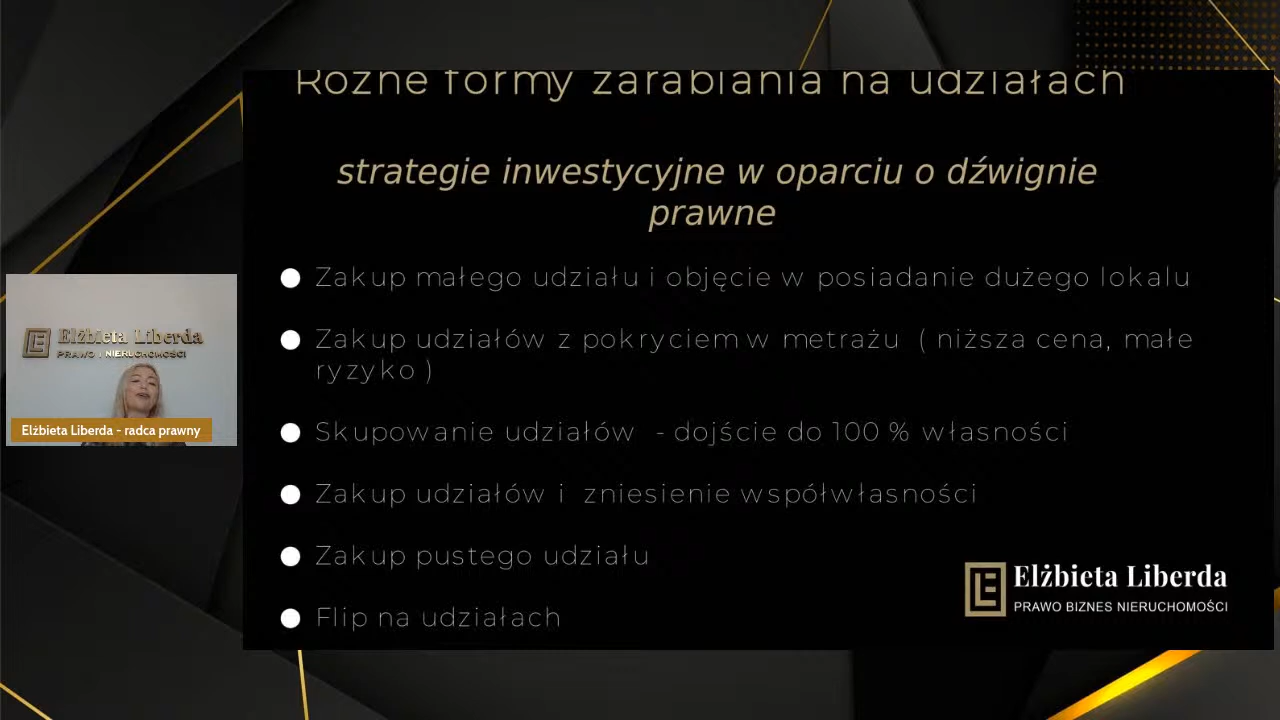 Różne formy zarabiania na udziałach
strategie inwestycyjne w oparciu o dźwignie
prawne
Zakup małego udziału i objęcie w posiadanie dużego lokalu
Zakup udziałów z pokryciem w metrażu ( niższa cena, małe
ryzyko )
Skupowanie udziałów - dojście do 100 % własności
Zakup udziałów i zniesienie współwłasności
Zakup pustego udziału
Flip na udziałach
Elżbieta Liberda
PRAWO BIZNES NIERUCHOMOŚCI
Elżbieta Liberda
PRAWO I NIERUCHOMOŚCI
Elżbieta Liberda - radca prawny